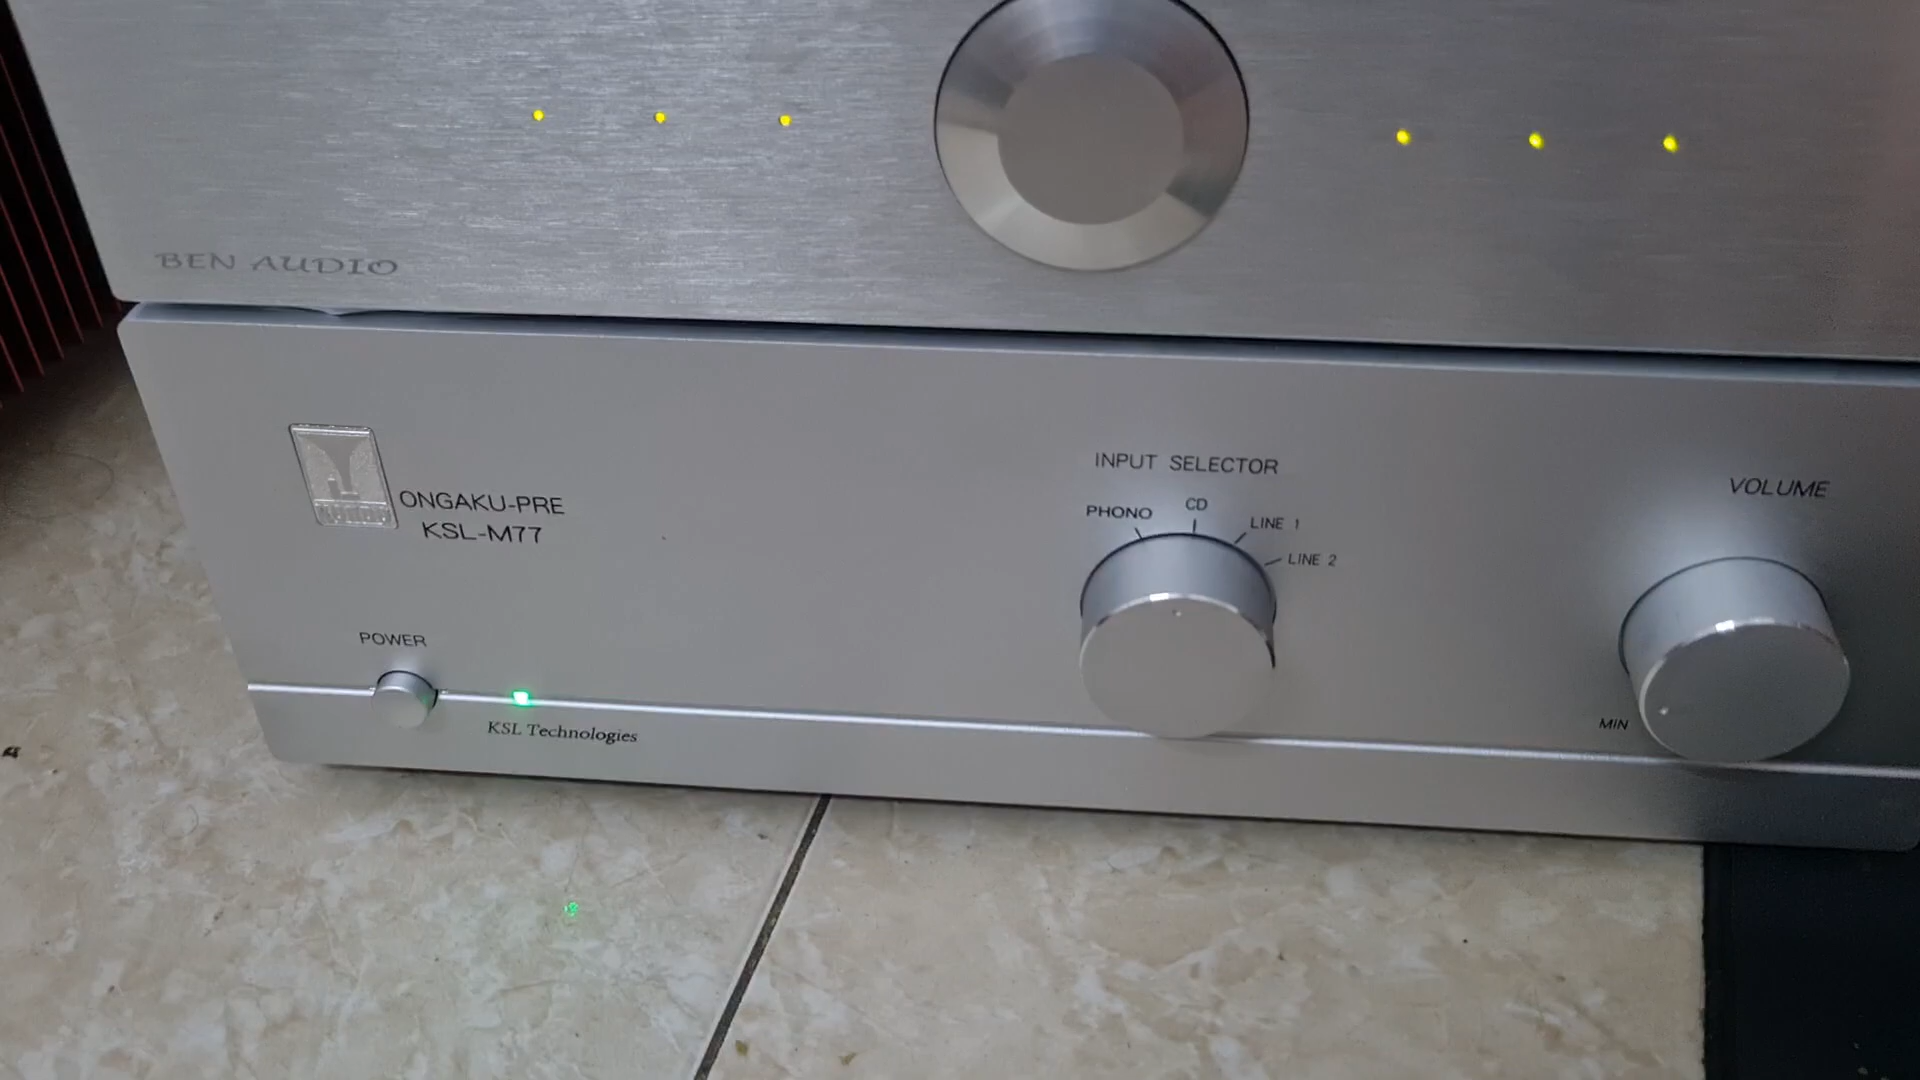 BEN AUDIO
ONGAKU-PRE
KSL-M77
INPUT SELECTOR
PHONO
CD
LINE 1
LINE 2
VOLUME
MIN
POWER
KSL Technologies